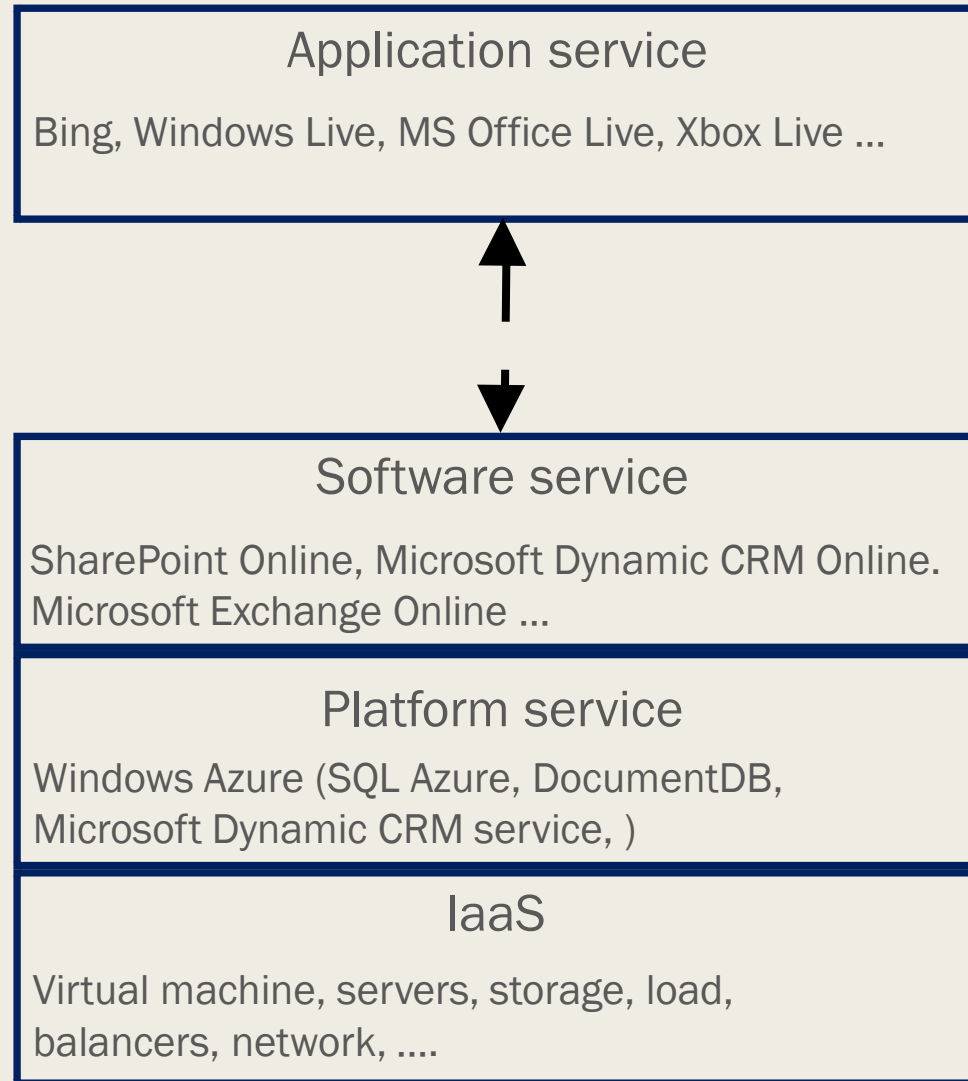 Application service
Bing, Windows Live, MS Office Live, Xbox Live ...
Software service
SharePoint Online, Microsoft Dynamic CRM Online.
Microsoft Exchange Online ...
Platform service
Windows Azure (SQL Azure, DocumentDB,
Microsoft Dynamic CRM service, )
IaaS
Virtual machine, servers, storage, load,
balancers, network, ....